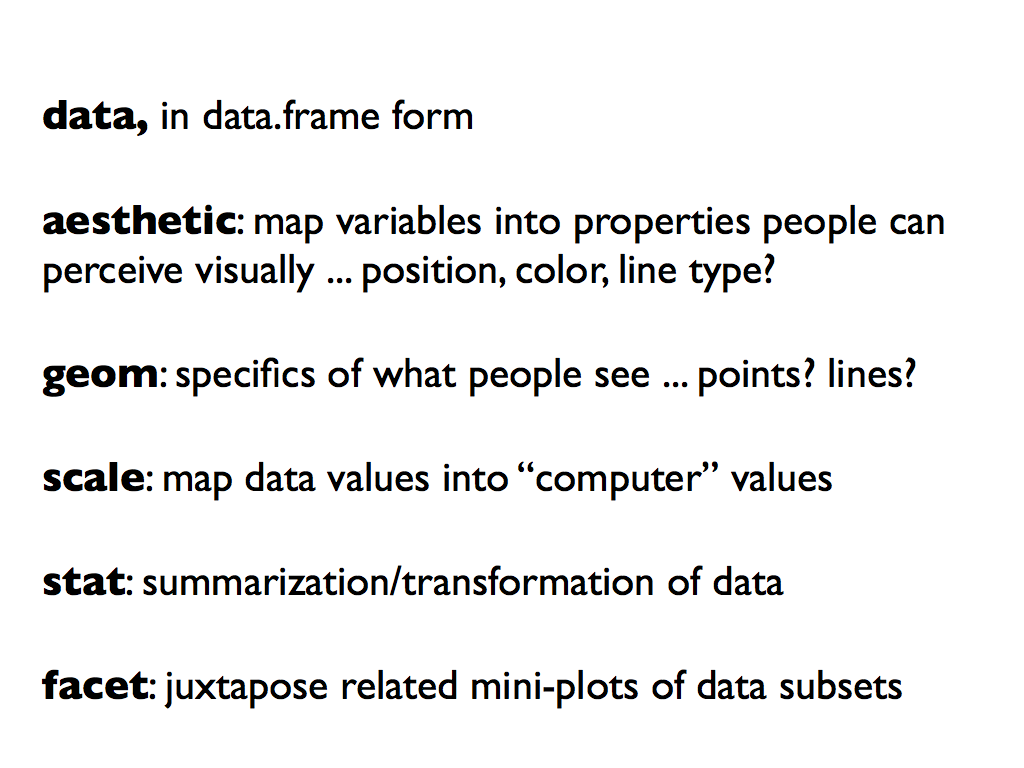 data, in data.frame form
aesthetic: map variables into properties people can
perceive visually ... position, color, line type?
geom: specifics of what people see ... points? lines?
scale: map data values into “computer” values
stat: summarization/transformation of data
facet: juxtapose related mini-plots of data subsets